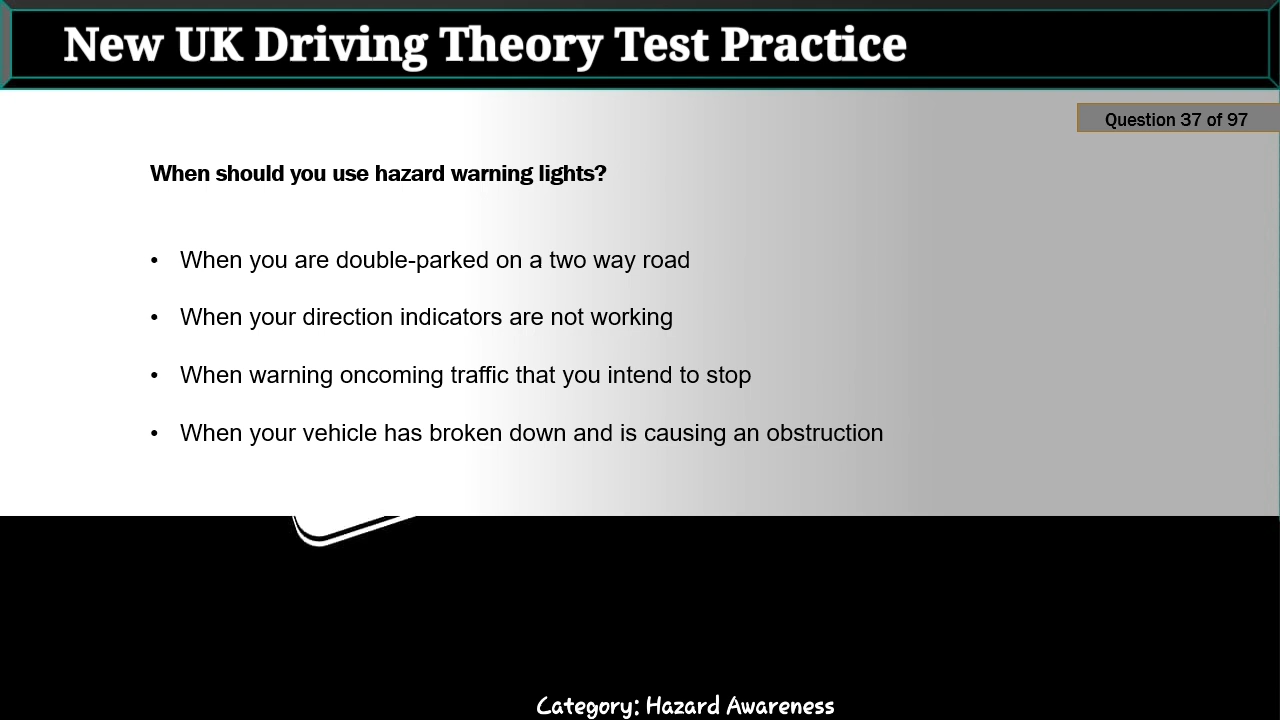 New UK Driving Theory Test Practice
Question 37 of 97
When should you use hazard warning lights?
• When you are double-parked on a two way road
• When your direction indicators are not working
• When warning oncoming traffic that you intend to stop
• When your vehicle has broken down and is causing an obstruction
Category: Hazard Awareness